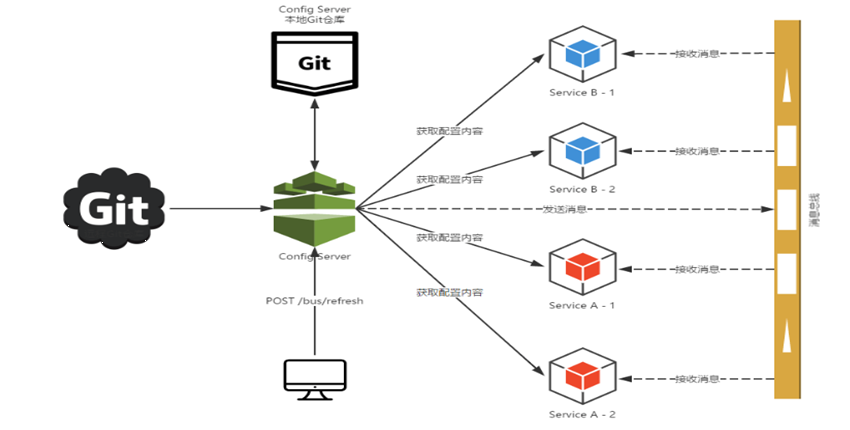 Config Server
本地Git仓库
Git
Service B - 1
接收消息
获取配置内容
Service B - 2
接收消息
获取配置内容
Git
发送消息
消息总线
获取配置内容
Config Server
接收消息
Service A - 1
获取配置内容
POST /bus/refresh
接收消息
Service A - 2